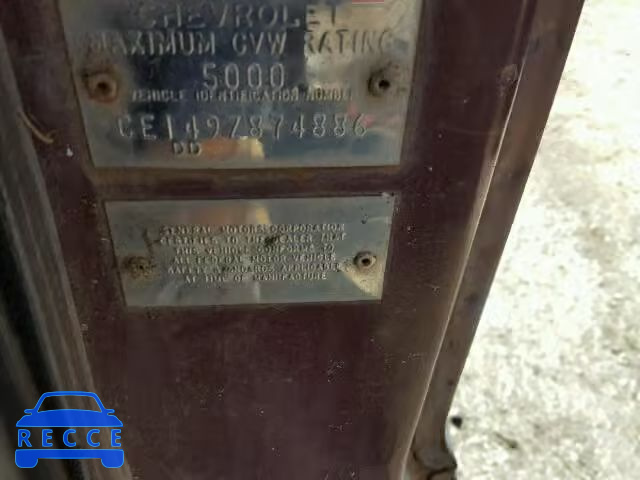 CHEVROLET
MAXIMUM GVW RATING
5000
VEHICLE IDENTIFICATION NUMBER
CE149Z874886
DD
GENERAL MOTORS CORPORATION
CERTIFIES TO THE DEALER THAT
THIS VEHICLE CONFORMS TO
ALL FEDERAL MOTOR VEHICLE
SAFETY STANDARDS APPLICABLE
AT TIME OF MANUFACTURE
RECCE